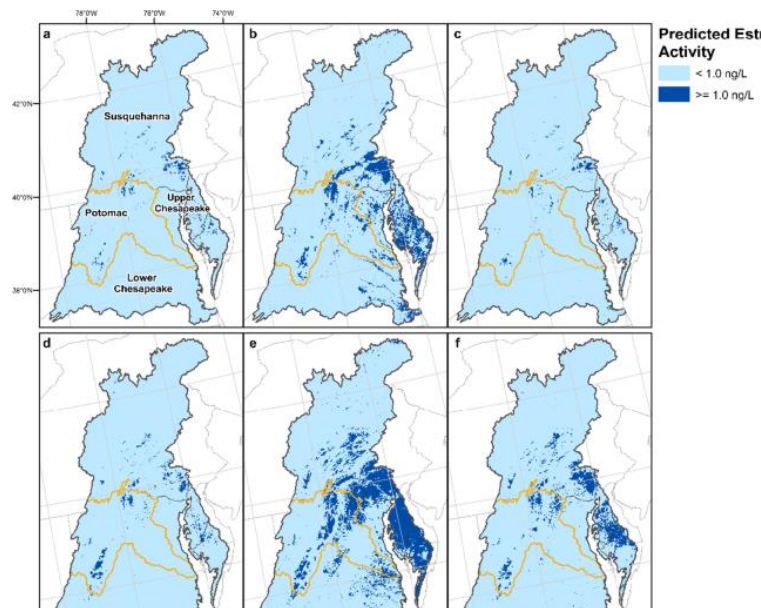 78°0'W 76°0'W 74°0'W
a b c
Predicted Estr
Activity
< 1.0 ng/L
>= 1.0 ng/L
42°0'N
Susquehanna
40°0'N
Potomac
Upper
Chesapeake
Lower
Chesapeake
38°0'N
d e f